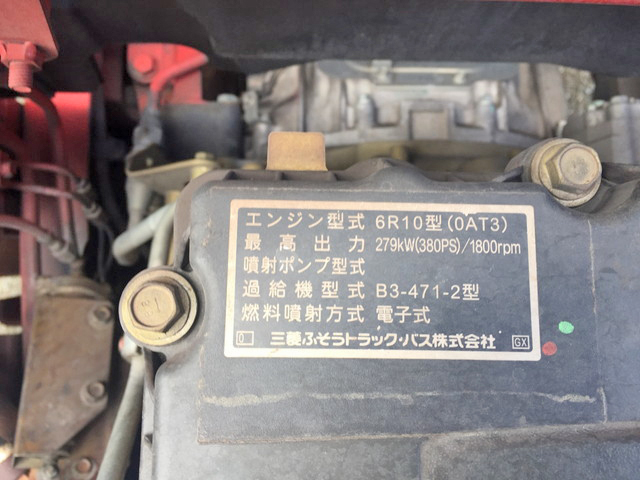 エンジン型式 6R10型(0AT3)
最高出力 279kW(380PS)/1800rpm
噴射ポンプ型式
過給機型式 B3-471-2型
燃料噴射方式 電子式
0 三菱ふそうトラック・バス株式会社 GX